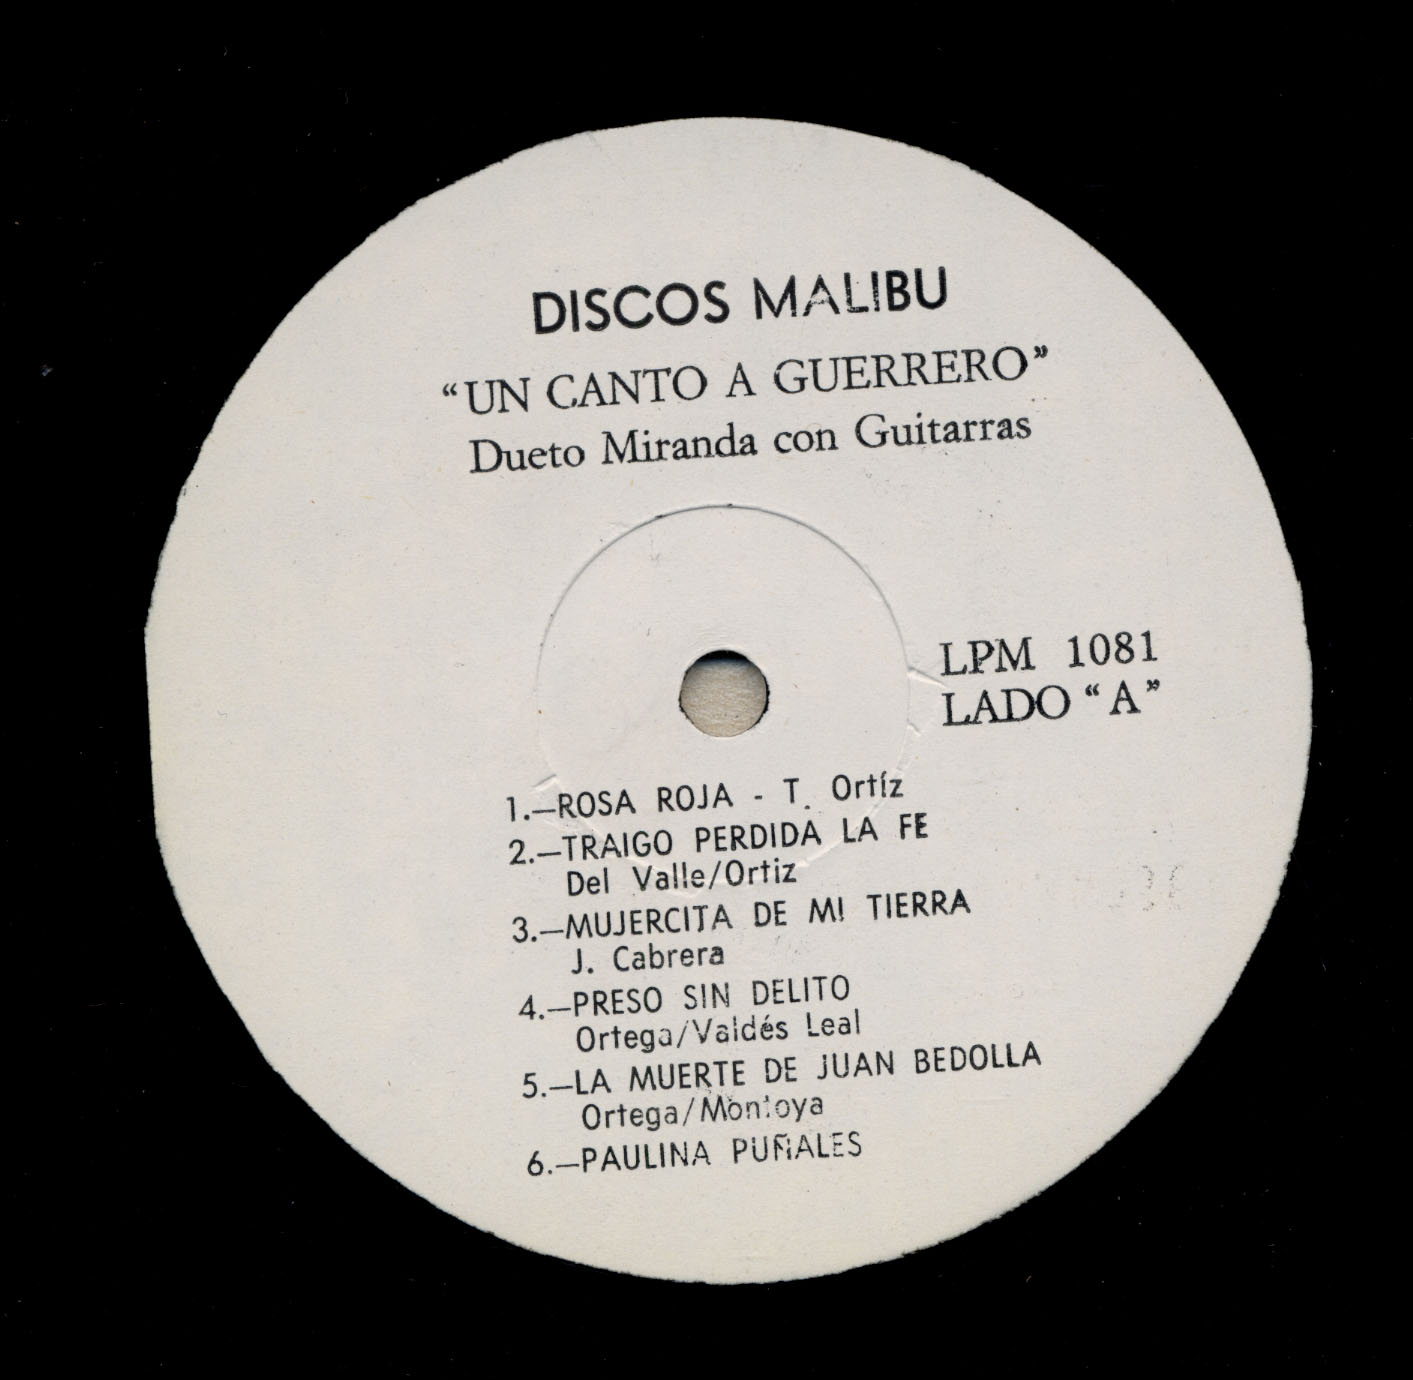 DISCOS MALIBU
“UN CANTO A GUERRERO”
Dueto Miranda con Guitarras
LPM 1081
LADO “A”
1.—ROSA ROJA - T. Ortíz
2.—TRAIGO PERDIDA LA FE
Del Valle/Ortiz
3.—MUJERCITA DE MI TIERRA
J. Cabrera
4.—PRESO SIN DELITO
Ortega/Valdés Leal
5.—LA MUERTE DE JUAN BEDOLLA
Ortega/Montoya
6.—PAULINA PUÑALES